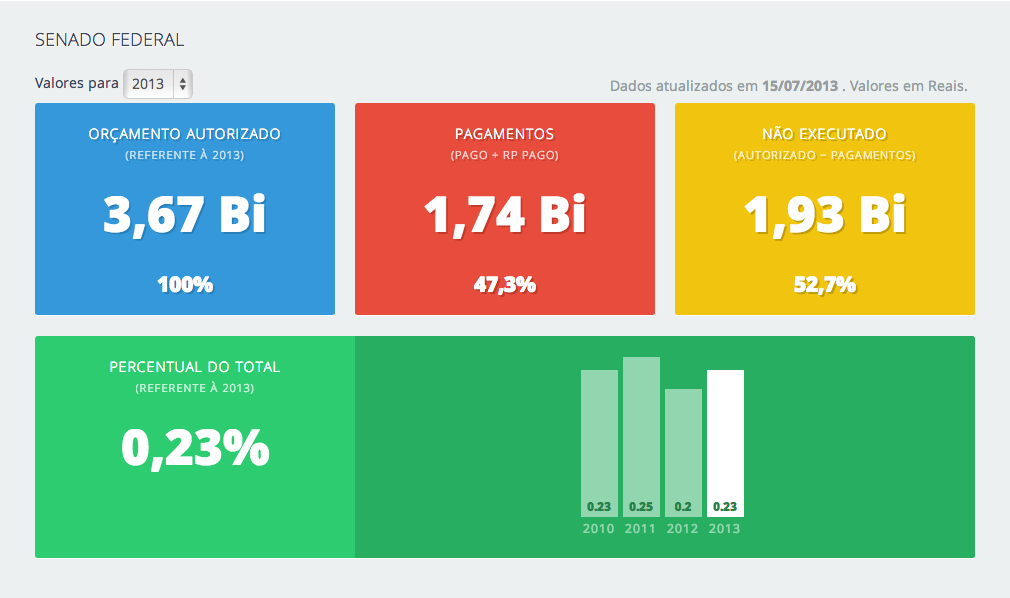 SENADO FEDERAL
Valores para 2013
Dados atualizados em 15/07/2013 . Valores em Reais.
ORÇAMENTO AUTORIZADO
(REFERENTE À 2013)
3,67 Bi
100%
PAGAMENTOS
(PAGO + RP PAGO)
1,74 Bi
47,3%
NÃO EXECUTADO
(AUTORIZADO – PAGAMENTOS)
1,93 Bi
52,7%
PERCENTUAL DO TOTAL
(REFERENTE À 2013)
0,23%
0.23 0.25 0.2 0.23
2010 2011 2012 2013